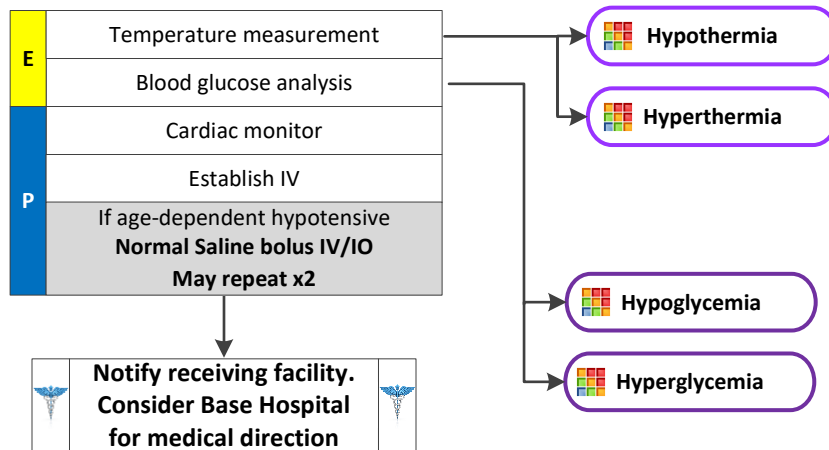 E
Temperature measurement
Blood glucose analysis
P
Cardiac monitor
Establish IV
If age-dependent hypotensive
Normal Saline bolus IV/IO
May repeat x2
Notify receiving facility.
Consider Base Hospital
for medical direction
Hypothermia
Hyperthermia
Hypoglycemia
Hyperglycemia